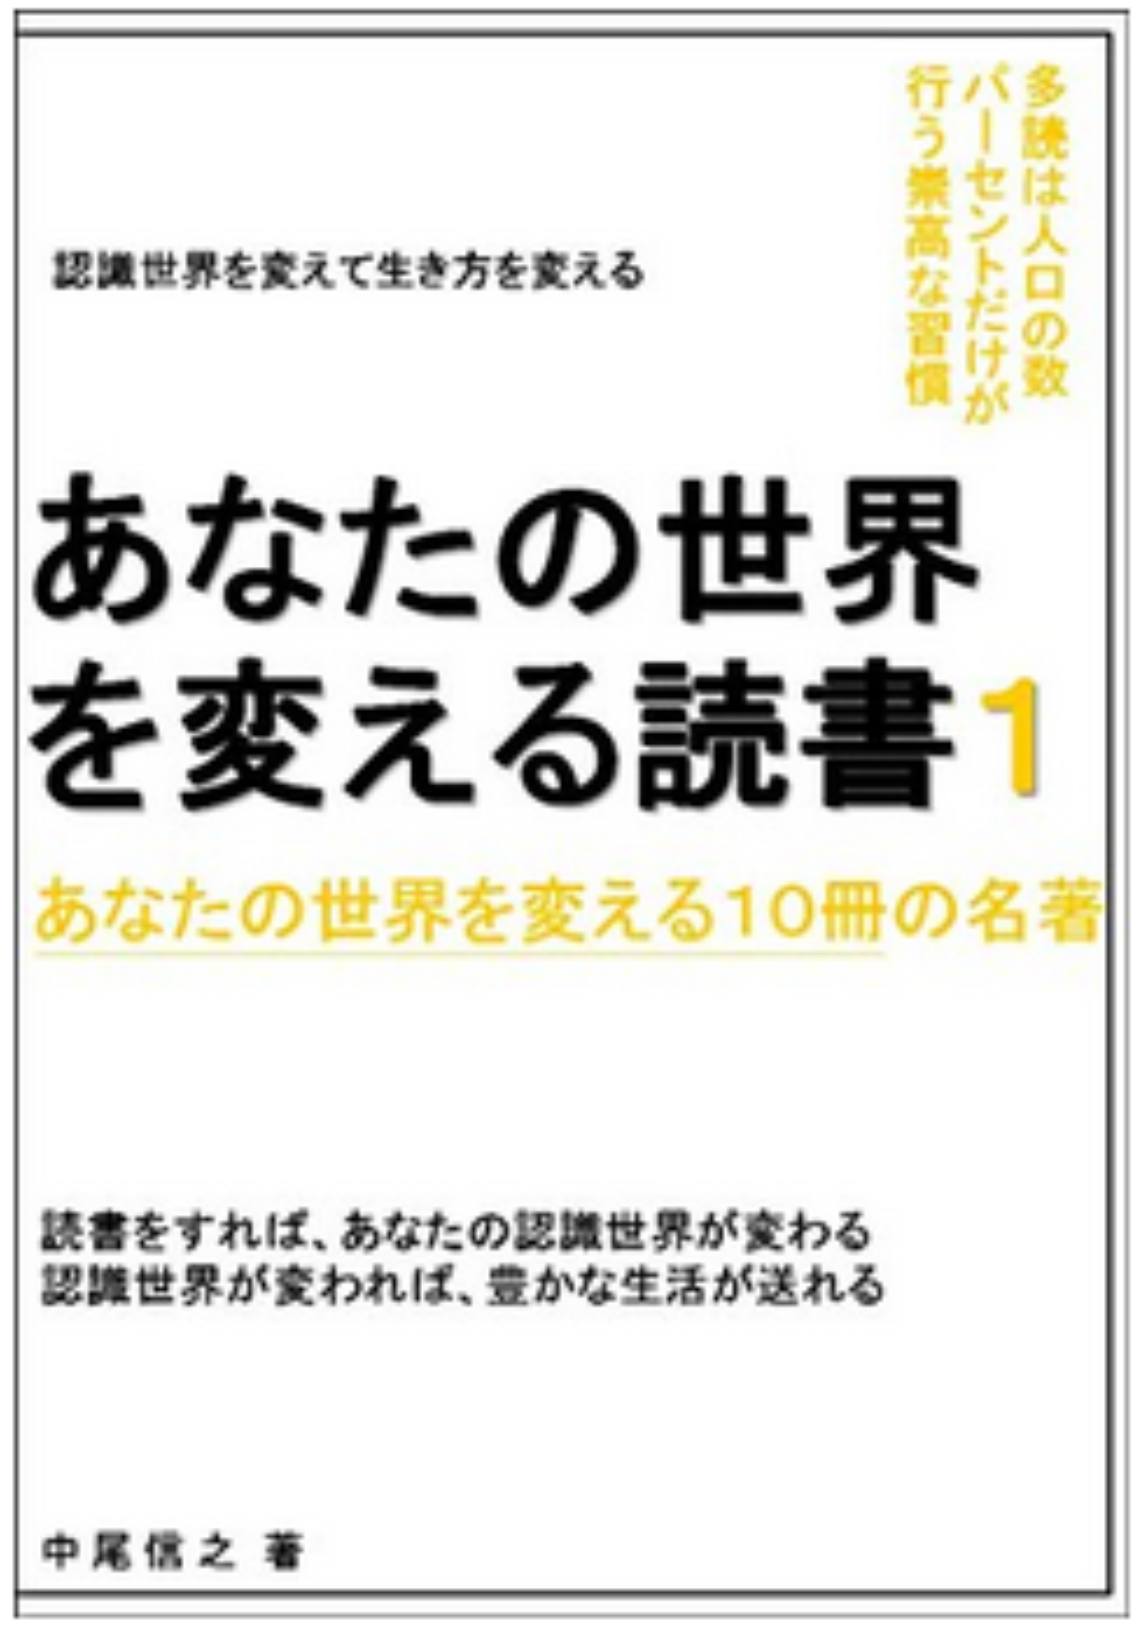 多読は人口の数
パーセントだけが
行う崇高な習慣
認識世界を変えて生き方を変える
あなたの世界
を変える読書1
あなたの世界を変える10冊の名著
読書をすれば、あなたの認識世界が変わる
認識世界が変われば、豊かな生活が送れる
中尾信之 著